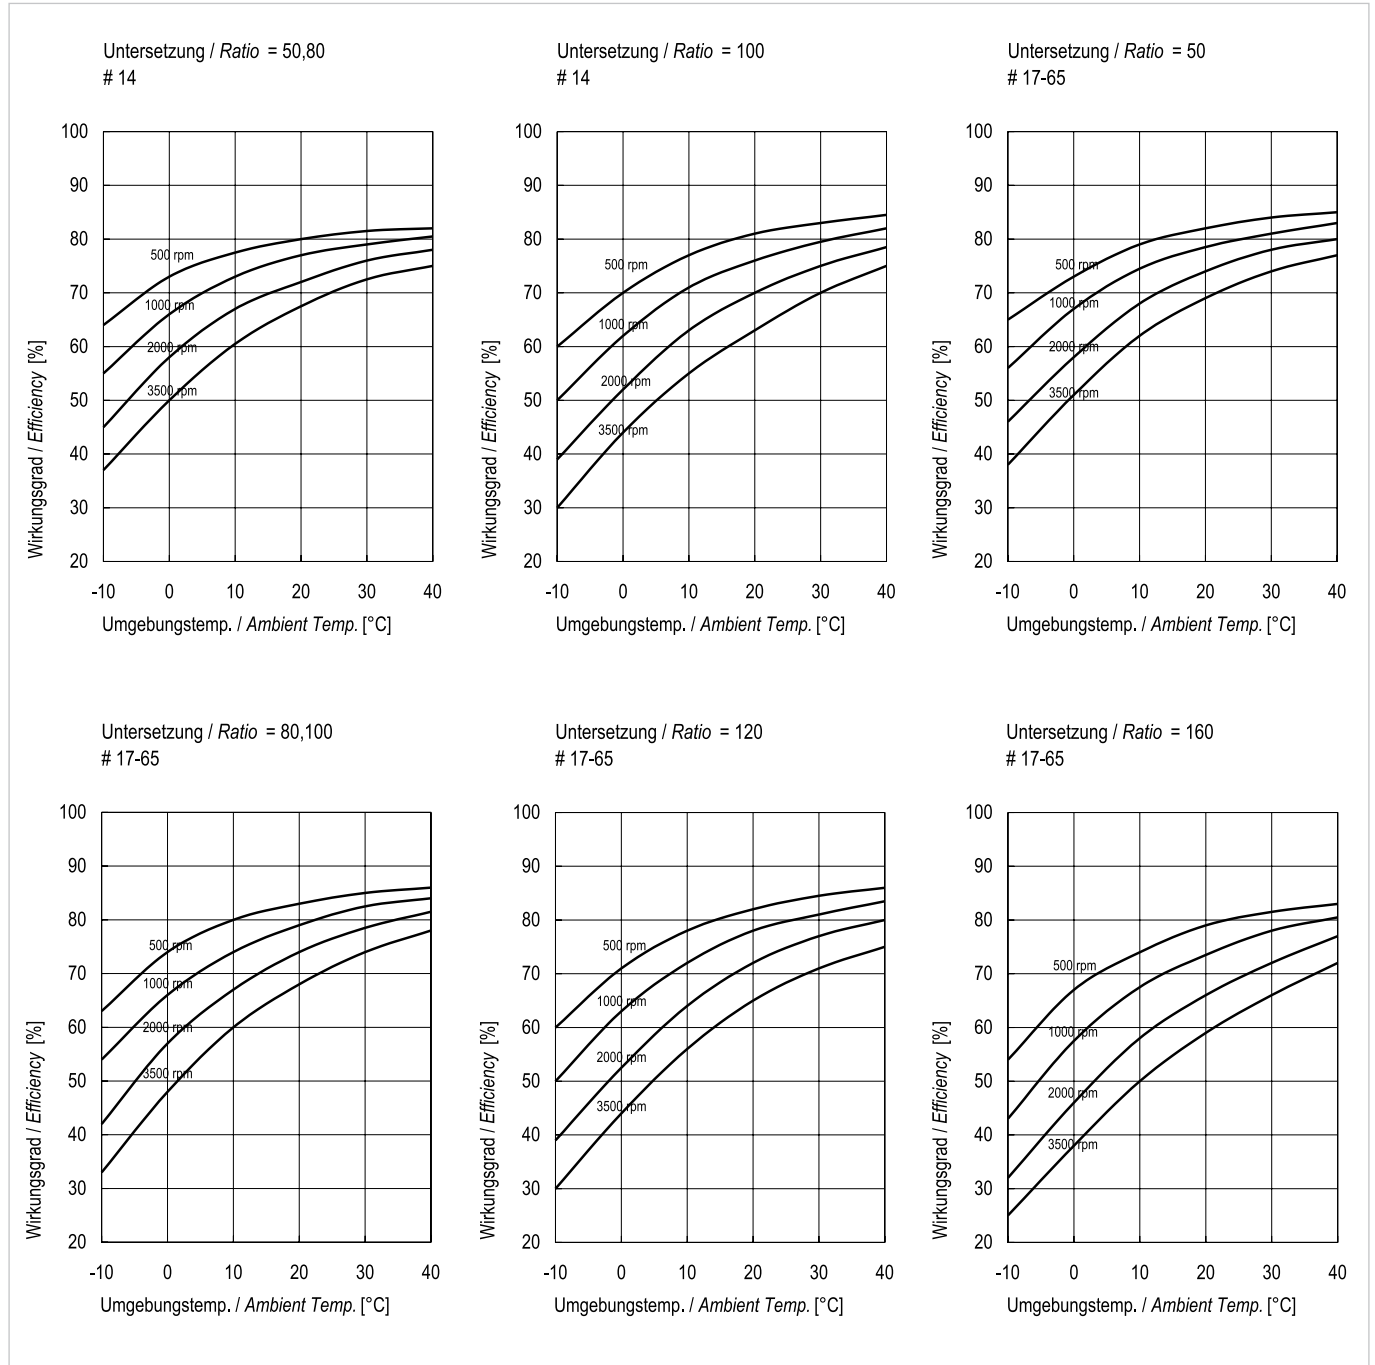 Untersetzung / Ratio = 50,80
# 14
100
90
80
70
60
50
40
30
20
500 rpm
1000 rpm
2000 rpm
3500 rpm
Wirkungsgrad / Efficiency [%]
-10 0 10 20 30 40
Umgebungstemp. / Ambient Temp. [°C]
Untersetzung / Ratio = 100
# 14
100
90
80
70
60
50
40
30
20
500 rpm
1000 rpm
2000 rpm
3500 rpm
Wirkungsgrad / Efficiency [%]
-10 0 10 20 30 40
Umgebungstemp. / Ambient Temp. [°C]
Untersetzung / Ratio = 50
# 17-65
100
90
80
70
60
50
40
30
20
500 rpm
1000 rpm
2000 rpm
3500 rpm
Wirkungsgrad / Efficiency [%]
-10 0 10 20 30 40
Umgebungstemp. / Ambient Temp. [°C]
Untersetzung / Ratio = 80,100
# 17-65
100
90
80
70
60
50
40
30
20
500 rpm
1000 rpm
2000 rpm
3500 rpm
Wirkungsgrad / Efficiency [%]
-10 0 10 20 30 40
Umgebungstemp. / Ambient Temp. [°C]
Untersetzung / Ratio = 120
# 17-65
100
90
80
70
60
50
40
30
20
500 rpm
1000 rpm
2000 rpm
3500 rpm
Wirkungsgrad / Efficiency [%]
-10 0 10 20 30 40
Umgebungstemp. / Ambient Temp. [°C]
Untersetzung / Ratio = 160
# 17-65
100
90
80
70
60
50
40
30
20
500 rpm
1000 rpm
2000 rpm
3500 rpm
Wirkungsgrad / Efficiency [%]
-10 0 10 20 30 40
Umgebungstemp. / Ambient Temp. [°C]